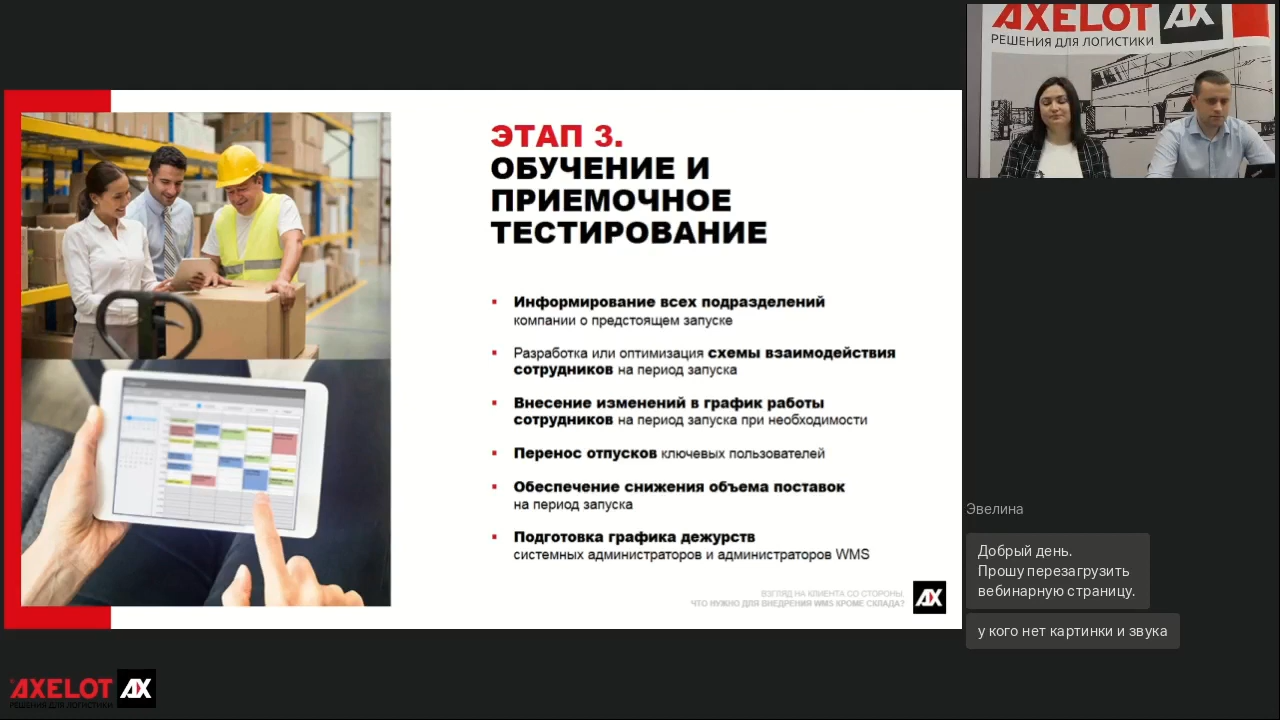 ЭТАП 3.
ОБУЧЕНИЕ И
ПРИЕМОЧНОЕ
ТЕСТИРОВАНИЕ
▪ Информирование всех подразделений
компании о предстоящем запуске
▪ Разработка или оптимизация схемы взаимодействия
сотрудников на период запуска
▪ Внесение изменений в график работы
сотрудников на период запуска при необходимости
▪ Перенос отпусков ключевых пользователей
▪ Обеспечение снижения объема поставок
на период запуска
▪ Подготовка графика дежурств
системных администраторов и администраторов WMS
ВЗГЛЯД НА КЛИЕНТА СО СТОРОНЫ.
ЧТО НУЖНО ДЛЯ ВНЕДРЕНИЯ WMS КРОМЕ СКЛАДА?
AX
AXELOT AX
РЕШЕНИЯ ДЛЯ ЛОГИСТИКИ
AXELOT AX
РЕШЕНИЯ ДЛЯ ЛОГИСТИКИ
Эвелина
Добрый день.
Прошу перезагрузить
вебинарную страницу.
у кого нет картинки и звука